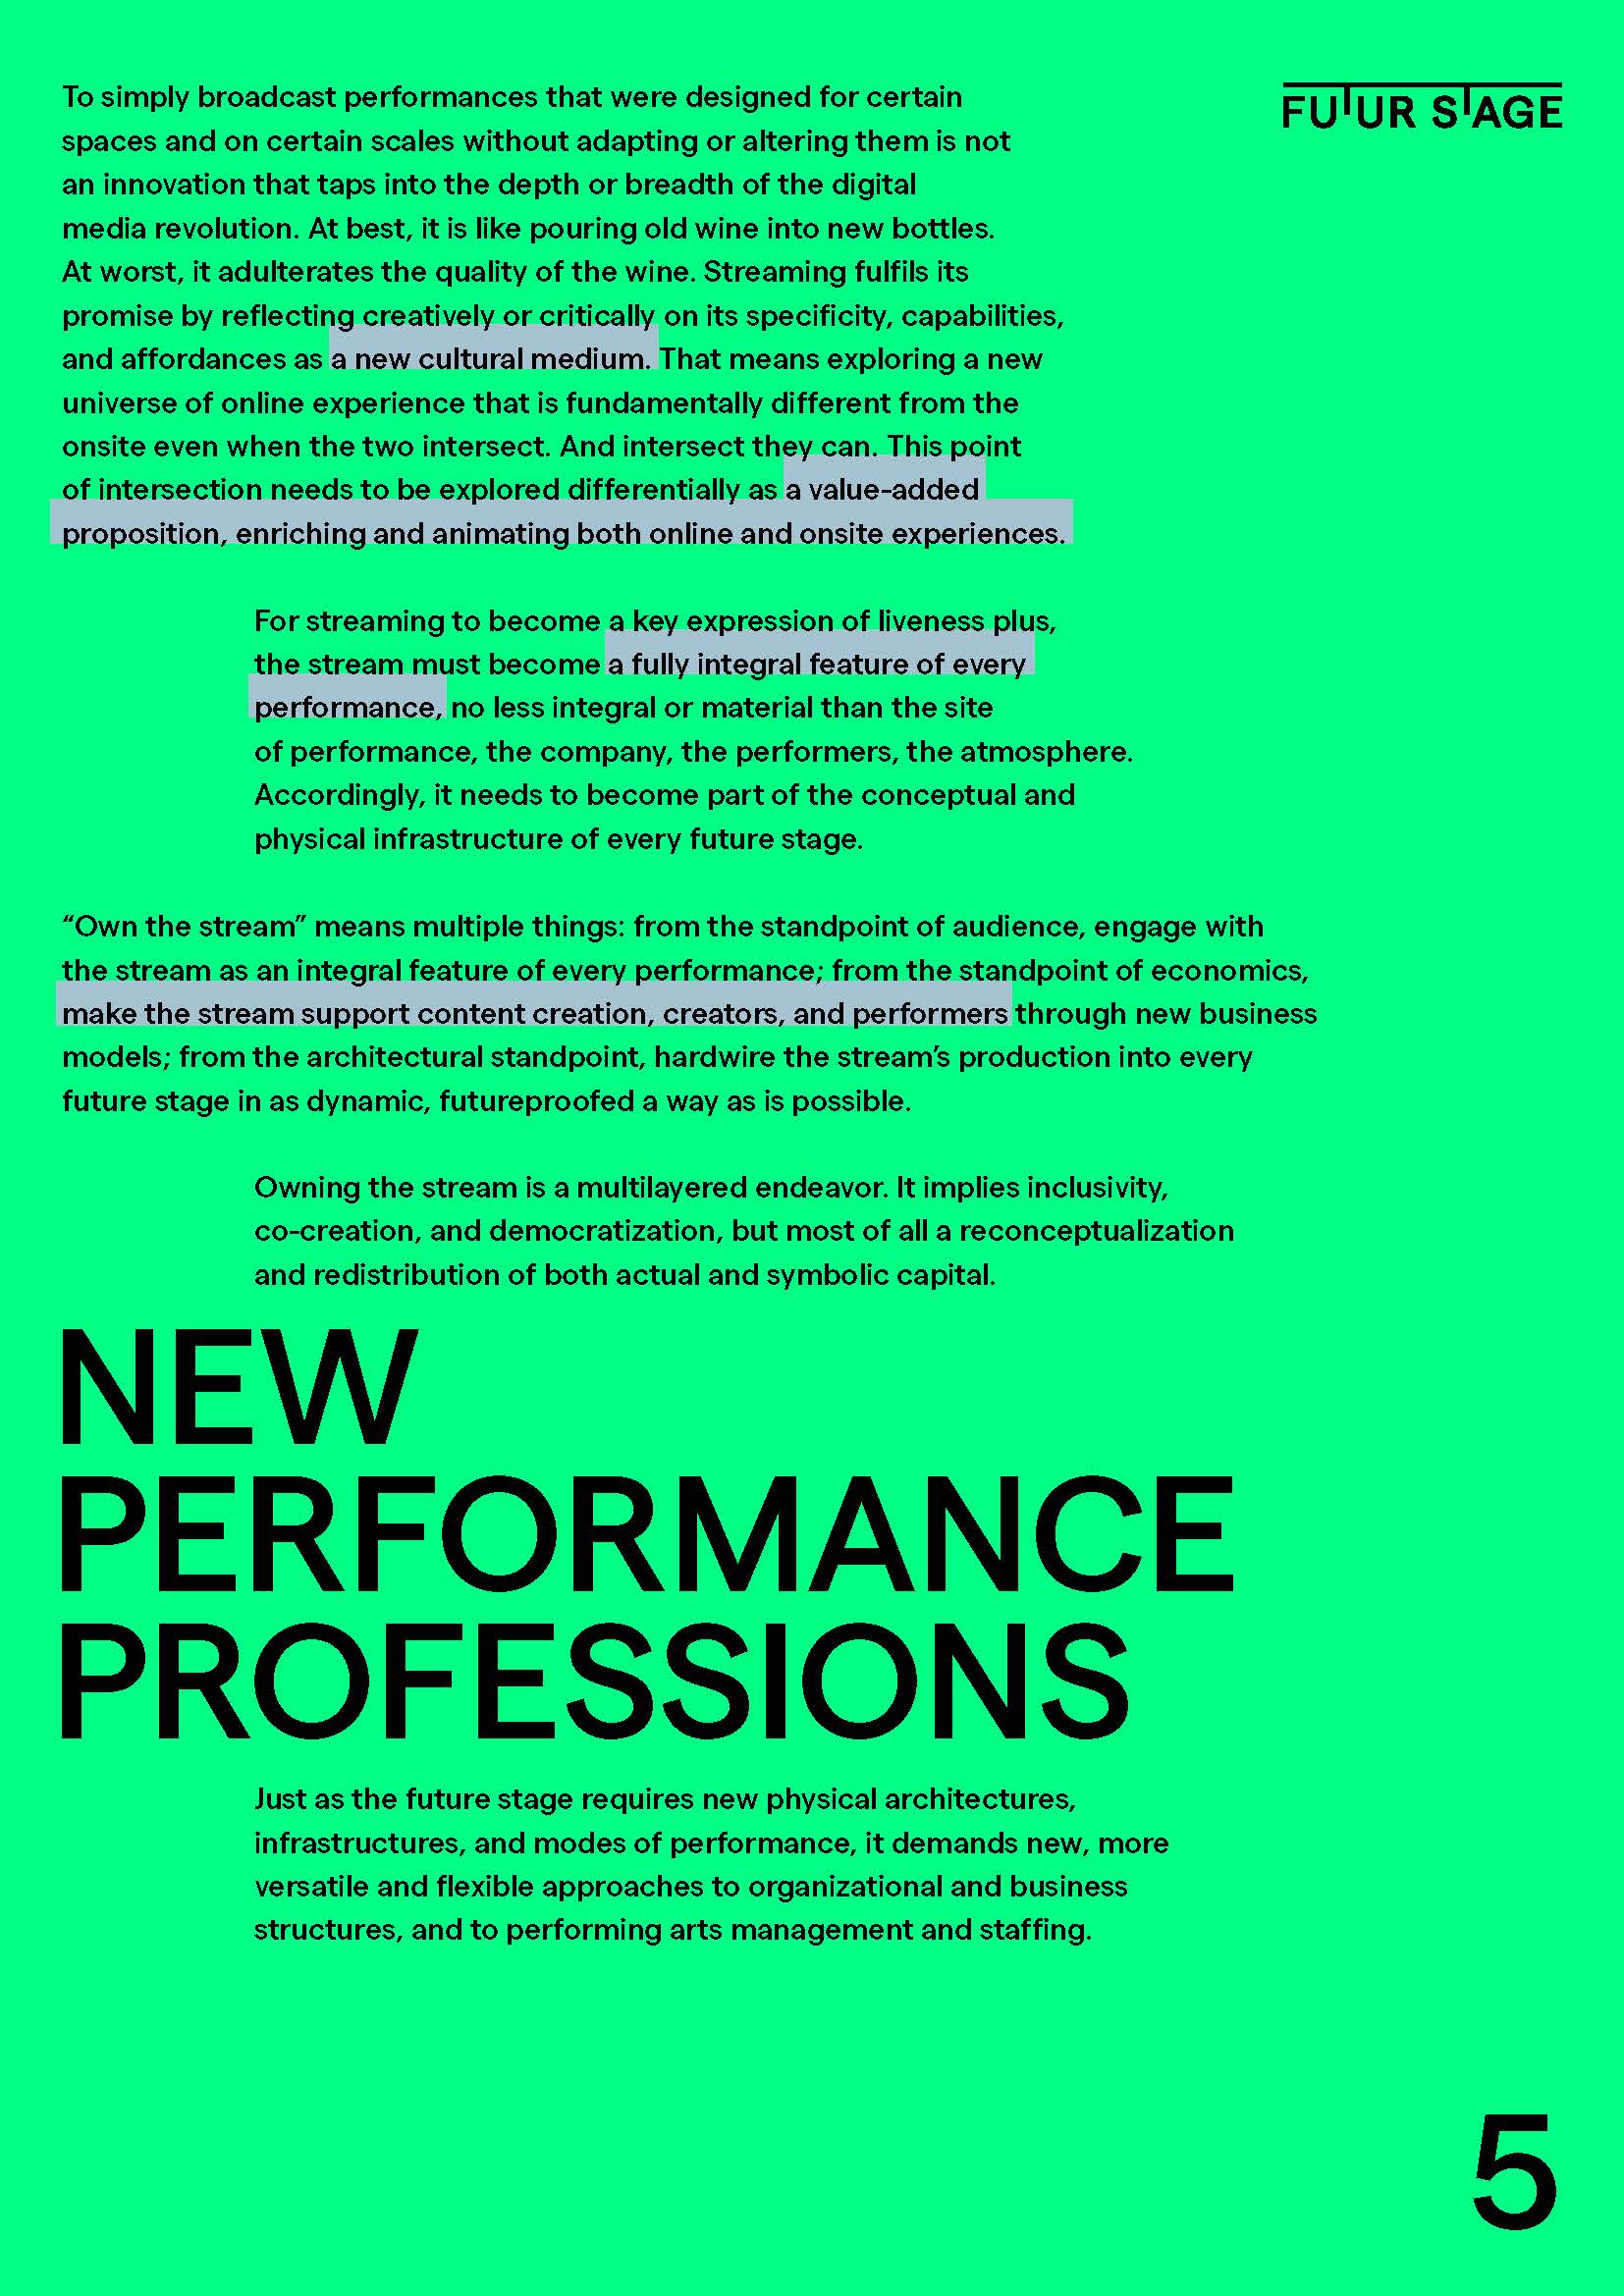 FUTUR STAGE
To simply broadcast performances that were designed for certain
spaces and on certain scales without adapting or altering them is not
an innovation that taps into the depth or breadth of the digital
media revolution. At best, it is like pouring old wine into new bottles.
At worst, it adulterates the quality of the wine. Streaming fulfils its
promise by reflecting creatively or critically on its specificity, capabilities,
and affordances as a new cultural medium. That means exploring a new
universe of online experience that is fundamentally different from the
onsite even when the two intersect. And intersect they can. This point
of intersection needs to be explored differentially as a value-added
proposition, enriching and animating both online and onsite experiences.
For streaming to become a key expression of liveness plus,
the stream must become a fully integral feature of every
performance, no less integral or material than the site
of performance, the company, the performers, the atmosphere.
Accordingly, it needs to become part of the conceptual and
physical infrastructure of every future stage.
“Own the stream” means multiple things: from the standpoint of audience, engage with
the stream as an integral feature of every performance; from the standpoint of economics,
make the stream support content creation, creators, and performers through new business
models; from the architectural standpoint, hardwire the stream’s production into every
future stage in as dynamic, futureproofed a way as is possible.
Owning the stream is a multilayered endeavor. It implies inclusivity,
co-creation, and democratization, but most of all a reconceptualization
and redistribution of both actual and symbolic capital.
NEW
PERFORMANCE
PROFESSIONS
Just as the future stage requires new physical architectures,
infrastructures, and modes of performance, it demands new, more
versatile and flexible approaches to organizational and business
structures, and to performing arts management and staffing.
5